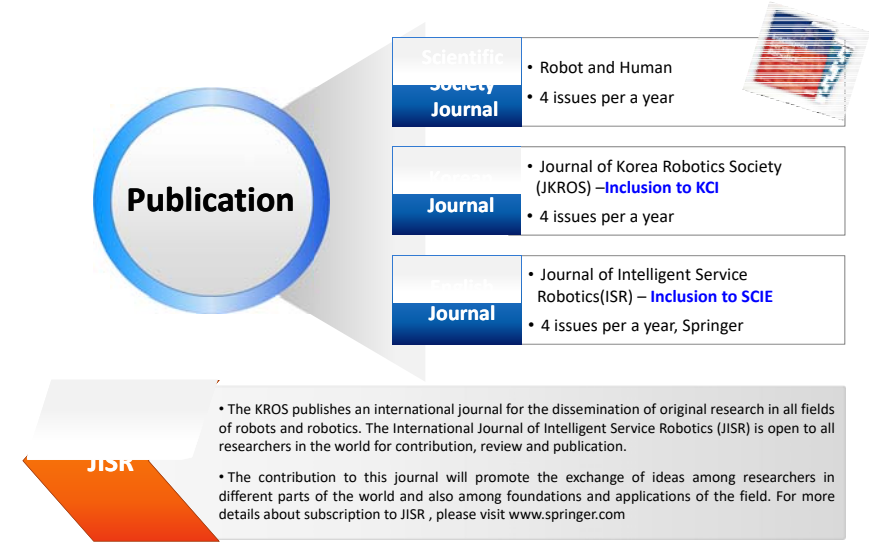 Publication
Scientific
Society
Journal
• Robot and Human
• 4 issues per a year
Korean
Journal
• Journal of Korea Robotics Society
(JKROS) –Inclusion to KCI
• 4 issues per a year
English
Journal
• Journal of Intelligent Service
Robotics(ISR) – Inclusion to SCIE
• 4 issues per a year, Springer
JISR
• The KROS publishes an international journal for the dissemination of original research in all fields
of robots and robotics. The International Journal of Intelligent Service Robotics (JISR) is open to all
researchers in the world for contribution, review and publication.
• The contribution to this journal will promote the exchange of ideas among researchers in
different parts of the world and also among foundations and applications of the field. For more
details about subscription to JISR , please visit www.springer.com